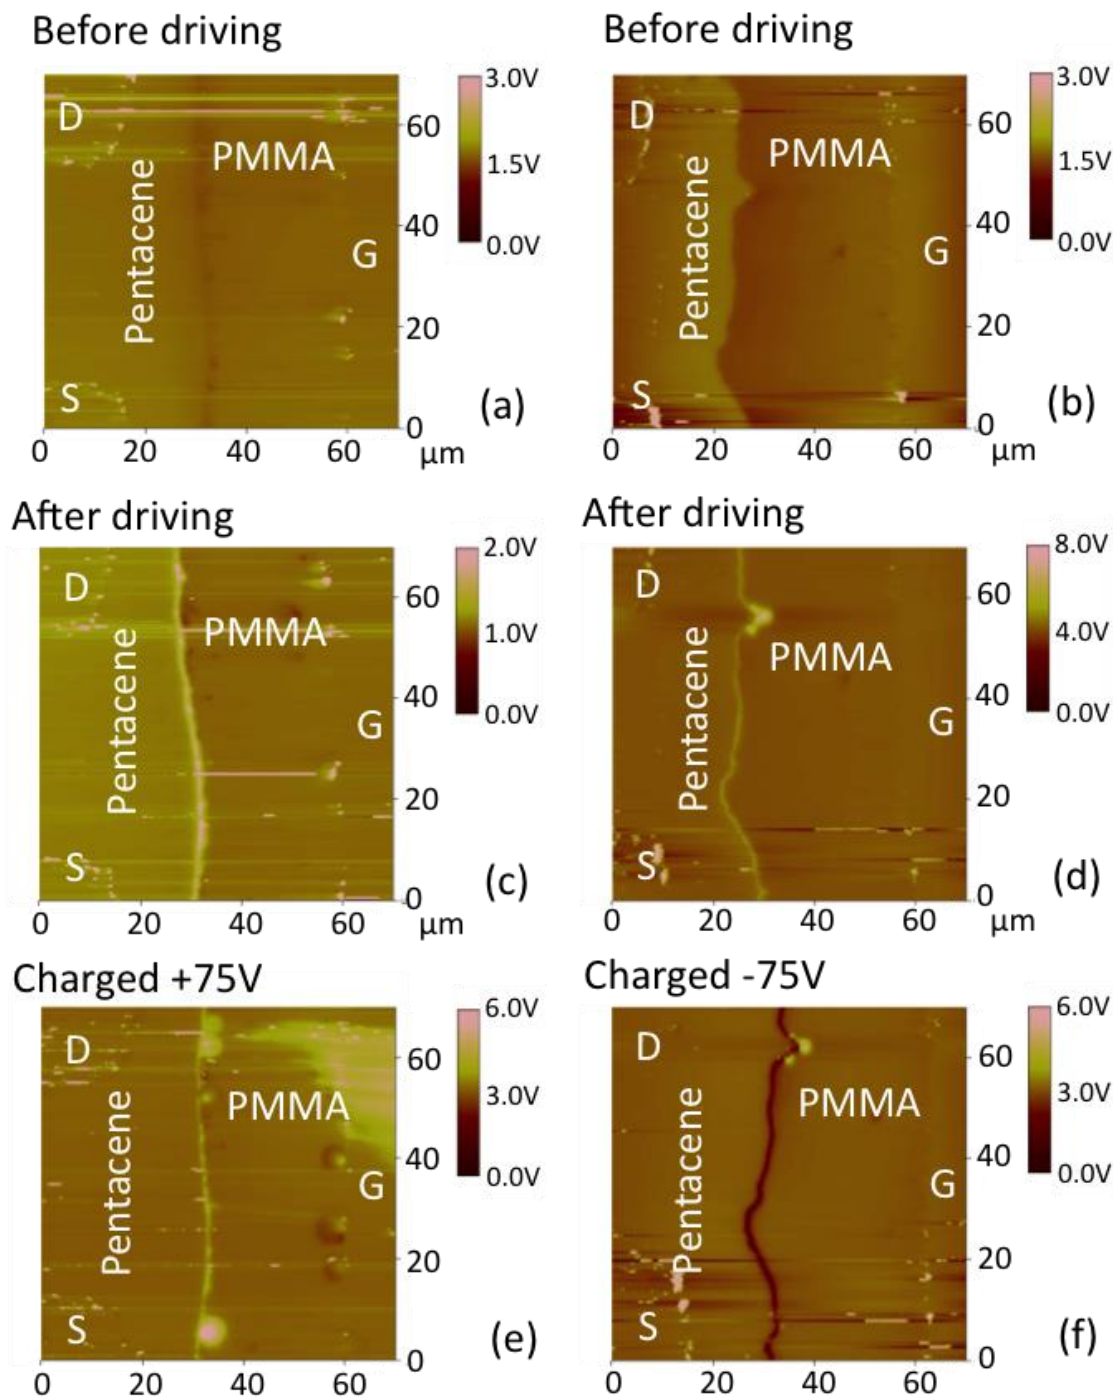 Before driving
D
Pentacene
PMMA
G
S
3.0V
1.5V
0.0V
60
40
20
0
(a)
0 20 40 60 μm
Before driving
D
Pentacene
PMMA
G
S
3.0V
1.5V
0.0V
60
40
20
0
(b)
0 20 40 60 μm
After driving
D
Pentacene
PMMA
G
S
2.0V
1.0V
0.0V
60
40
20
0
(c)
0 20 40 60 μm
After driving
D
Pentacene
PMMA
G
S
8.0V
4.0V
0.0V
60
40
20
0
(d)
0 20 40 60 μm
Charged +75V
D
Pentacene
PMMA
G
S
6.0V
3.0V
0.0V
60
40
20
0
(e)
0 20 40 60
Charged -75V
D
Pentacene
PMMA
G
S
6.0V
3.0V
0.0V
60
40
20
0
(f)
0 20 40 60